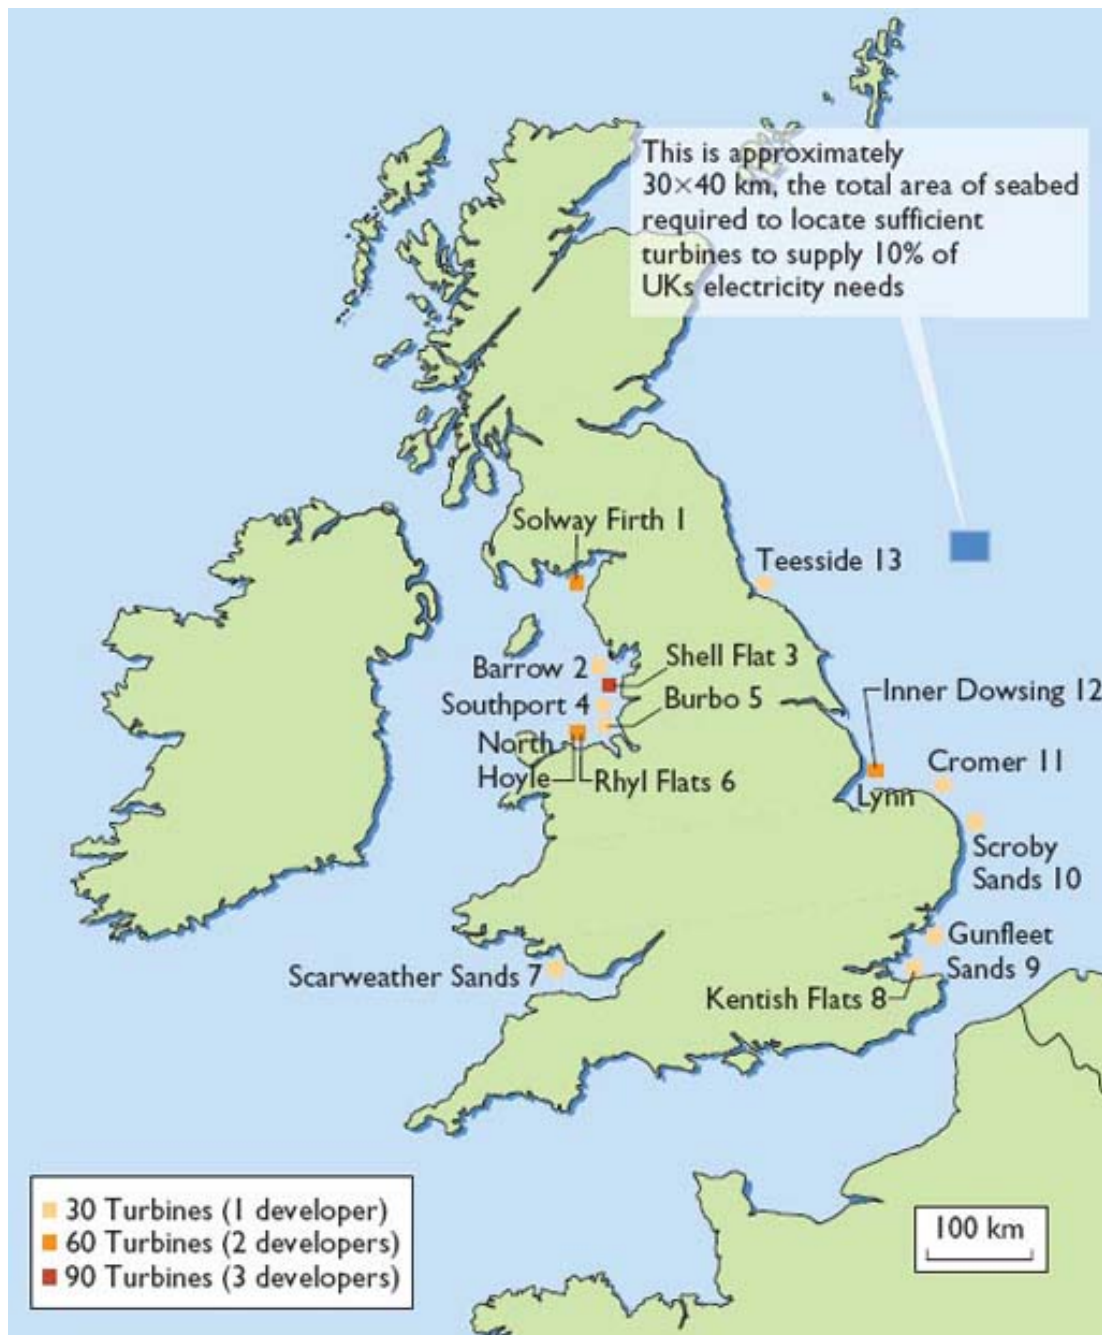 This is approximately
30×40 km, the total area of seabed
required to locate sufficient
turbines to supply 10% of
UKs electricity needs
Solway Firth 1
Teesside 13
Barrow 2
Shell Flat 3
Southport 4
Burbo 5
Inner Dowsing 12
North
Hoyle
Rhyl Flats 6
Cromer 11
Lynn
Scroby
Sands 10
Gunfleet
Sands 9
Scarweather Sands 7
Kentish Flats 8
30 Turbines (1 developer)
60 Turbines (2 developers)
90 Turbines (3 developers)
100 km